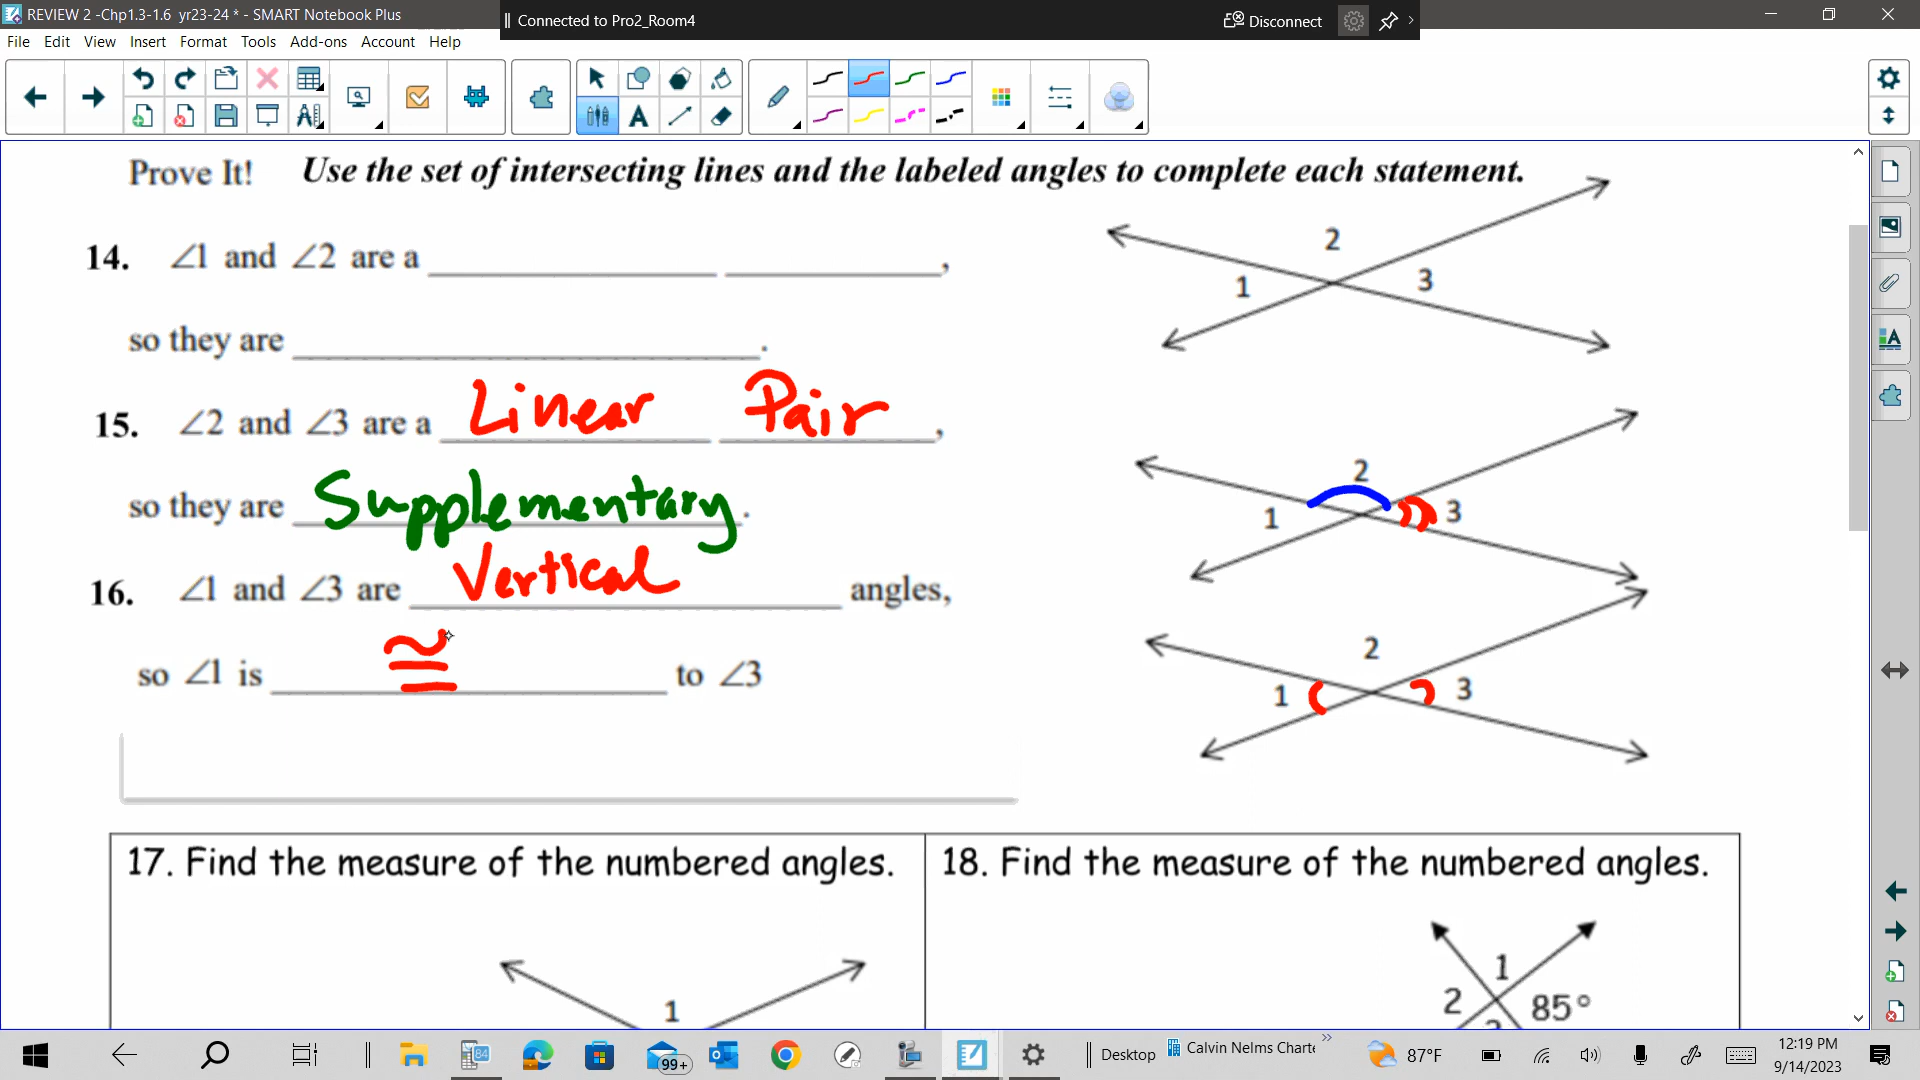 REVIEW 2 -Chp1.3-1.6 yr23-24 * - SMART Notebook Plus
Connected to Pro2_Room4
Disconnect
File Edit View Insert Format Tools Add-ons Account Help
Prove It! Use the set of intersecting lines and the labeled angles to complete each statement.
14. ∠1 and ∠2 are a ____________ ____________,
so they are ____________.
1 2 3
15. ∠2 and ∠3 are a Linear Pair,
so they are Supplementary.
1 2 3
16. ∠1 and ∠3 are Vertical angles,
so ∠1 is ≅ to ∠3
1 2 3
17. Find the measure of the numbered angles.
1
18. Find the measure of the numbered angles.
1
2 85°
84
99+
Desktop
Calvin Nelms Charte
»
87°F
12:19 PM
9/14/2023